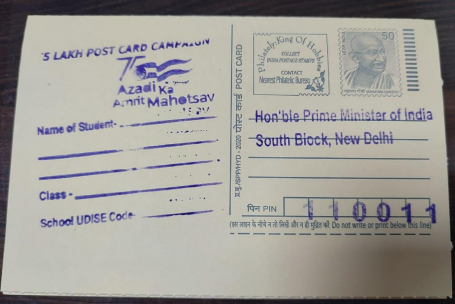 '5 LAKH POST CARD CAMPAIGN
75
Azadi Ka
Amrit Mahotsav
Name of Student-
Class -
School UDISE Code-
प.मु./ISPPHYD - 2020 पोस्ट कार्ड POST CARD
Philately: King Of Hobbies
COLLECT
INDIA POSTAGE STAMPS
CONTACT
Nearest Philatelic Bureau
50
Hon'ble Prime Minister of India
South Block, New Delhi
पिन PIN
110011
(इस लाइन के नीचे न तो लिखें और न ही मुद्रित करें Do not write or print below this line)